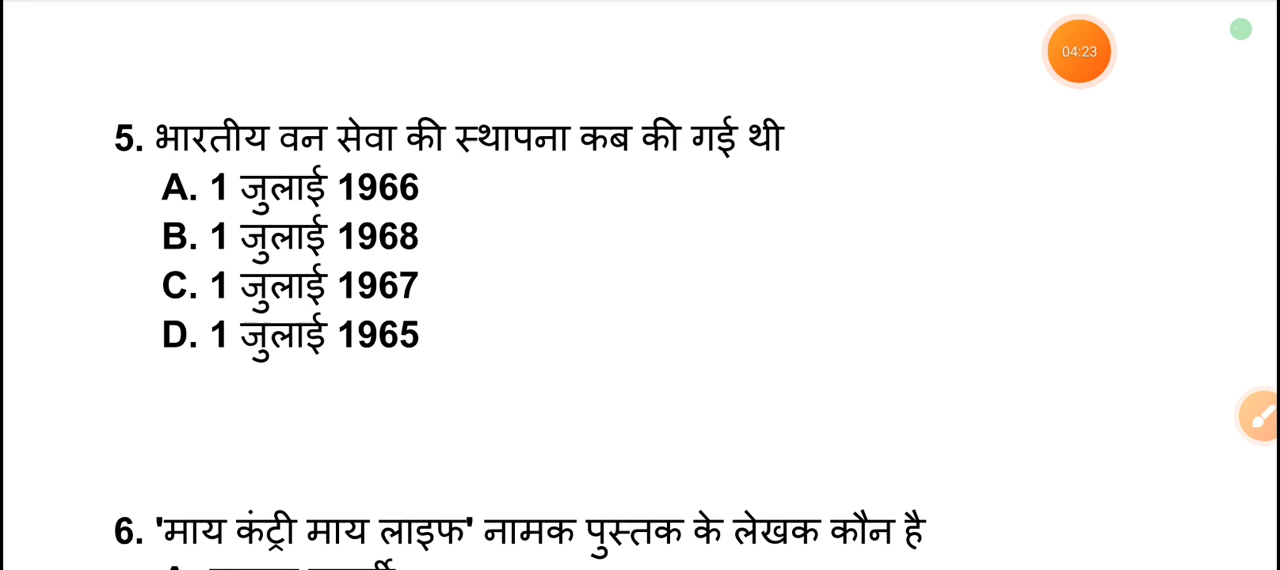 04:23
5. भारतीय वन सेवा की स्थापना कब की गई थी
A. 1 जुलाई 1966
B. 1 जुलाई 1968
C. 1 जुलाई 1967
D. 1 जुलाई 1965
6. 'माय कंट्री माय लाइफ' नामक पुस्तक के लेखक कौन है